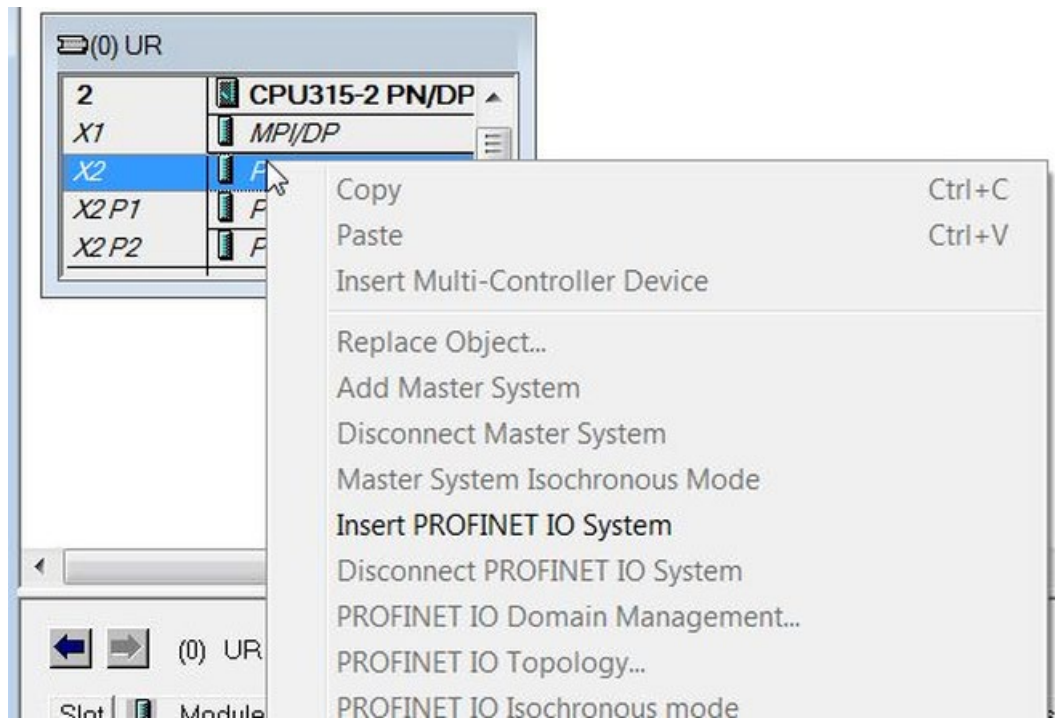 (0) UR
2 CPU315-2 PN/DP
X1 MPI/DP
X2 P
X2 P1 P
X2 P2 P
Copy Ctrl+C
Paste Ctrl+V
Insert Multi-Controller Device
Replace Object...
Add Master System
Disconnect Master System
Master System Isochronous Mode
Insert PROFINET IO System
Disconnect PROFINET IO System
PROFINET IO Domain Management...
PROFINET IO Topology...
PROFINET IO Isochronous mode
(0) UR
Slot Module